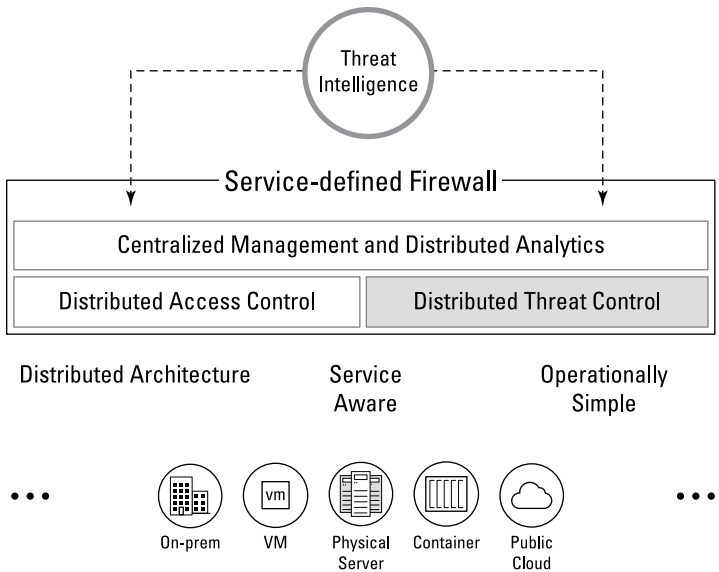 Threat
Intelligence
Service-defined Firewall
Centralized Management and Distributed Analytics
Distributed Access Control
Distributed Threat Control
Distributed Architecture
Service
Aware
Operationally
Simple
vm
On-prem
VM
Physical
Server
Container
Public
Cloud